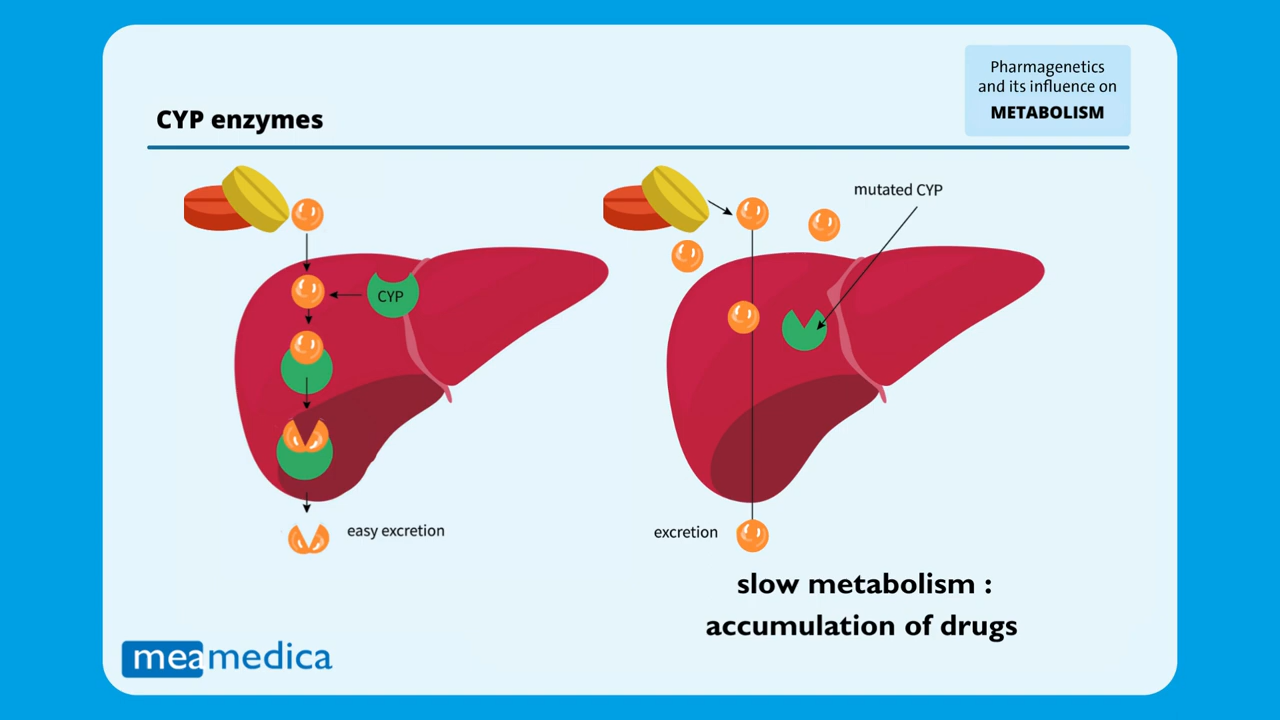 Pharmagenetics
and its influence on
METABOLISM
CYP enzymes
mutated CYP
CYP
easy excretion
excretion
slow metabolism :
accumulation of drugs
meamedica